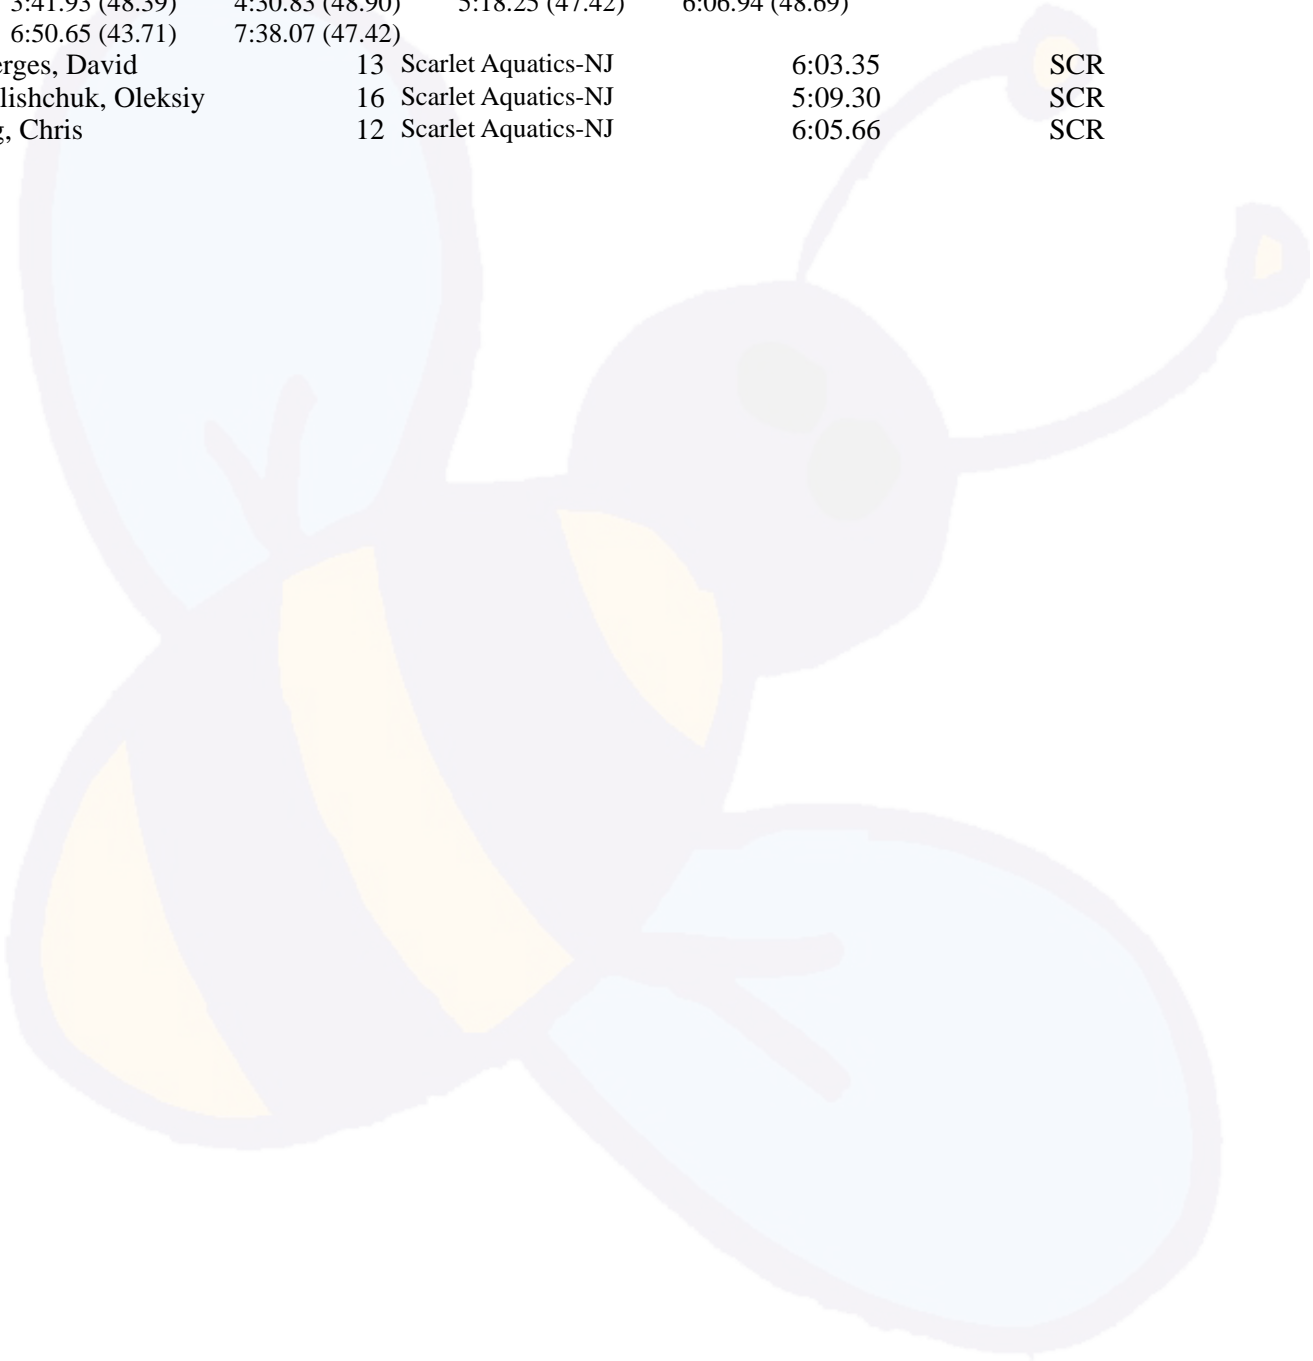 3:41.93 (48.39) 4:30.83 (48.90) 5:18.25 (47.42) 6:06.94 (48.69)
6:50.65 (43.71) 7:38.07 (47.42)
erges, David 13 Scarlet Aquatics-NJ 6:03.35 SCR
lishchuk, Oleksiy 16 Scarlet Aquatics-NJ 5:09.30 SCR
, Chris 12 Scarlet Aquatics-NJ 6:05.66 SCR